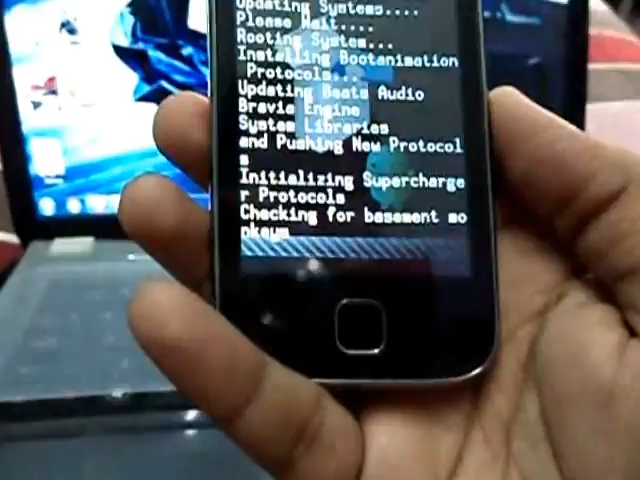 Updating Systems....
Please Wait....
Rooting System...
Installing Bootanimation
Protocols...
Updating Beats Audio
Bravia Engine
System Libraries
and Pushing New Protocol
s
Initializing Supercharge
r Protocols
Checking for basement mo
nkeys